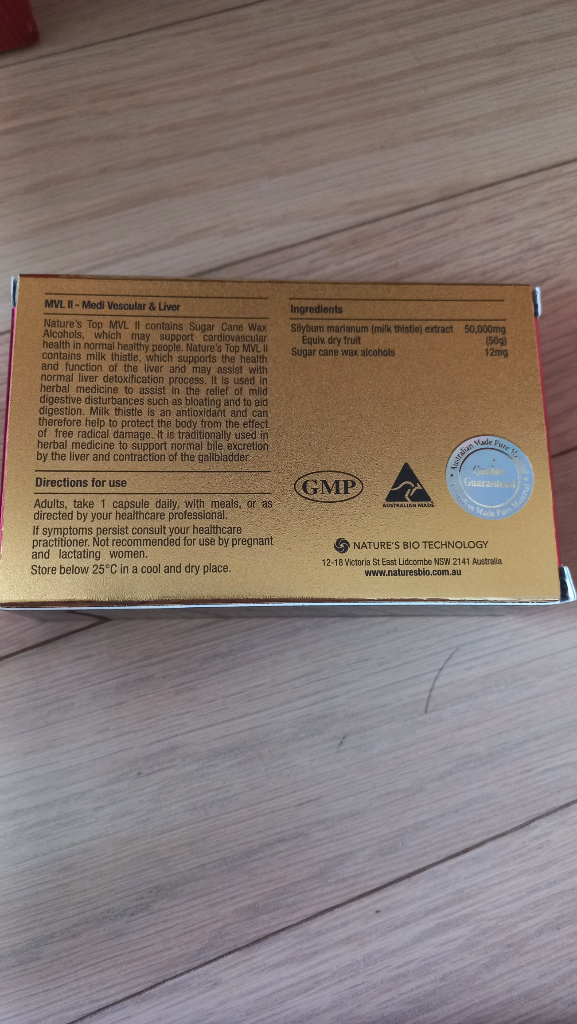 MVL II - Medi Vescular & Liver
Nature's Top MVL II contains Sugar Cane Wax
Alcohols, which may support cardiovascular
health in normal healthy people. Nature's Top MVL II
contains milk thistle, which supports the health
and function of the liver and may assist with
normal liver detoxification process. It is used in
herbal medicine to assist in the relief of mild
digestive disturbances such as bloating and to aid
digestion. Milk thistle is an antioxidant and can
therefore help to protect the body from the effect
of free radical damage. It is traditionally used in
herbal medicine to support normal bile excretion
by the liver and contraction of the gallbladder.
Directions for use
Adults, take 1 capsule daily, with meals, or as
directed by your healthcare professional.
If symptoms persist consult your healthcare
practitioner. Not recommended for use by pregnant
and lactating women.
Store below 25°C in a cool and dry place.
Ingredients
Silybum marianum (milk thistle) extract 50,000mg
Equiv. dry fruit (50g)
Sugar cane wax alcohols 12mg
GMP
AUSTRALIAN MADE
Australian Made Pure
Guaranteed
Made Pure
NATURE'S BIO TECHNOLOGY
12-18 Victoria St East Lidcombe NSW 2141 Australia
www.naturesbio.com.au